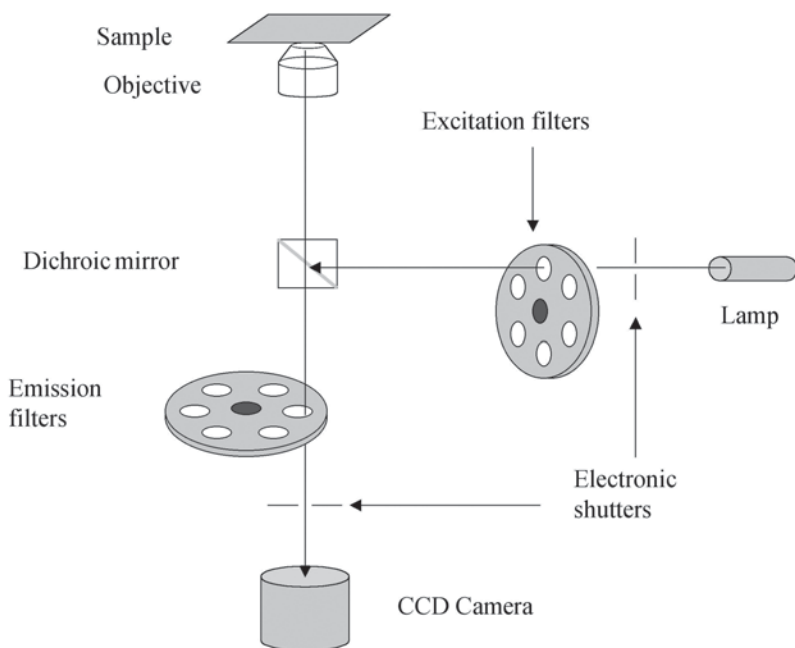 Sample
Objective
Excitation filters
Dichroic mirror
Lamp
Emission
filters
Electronic
shutters
CCD Camera